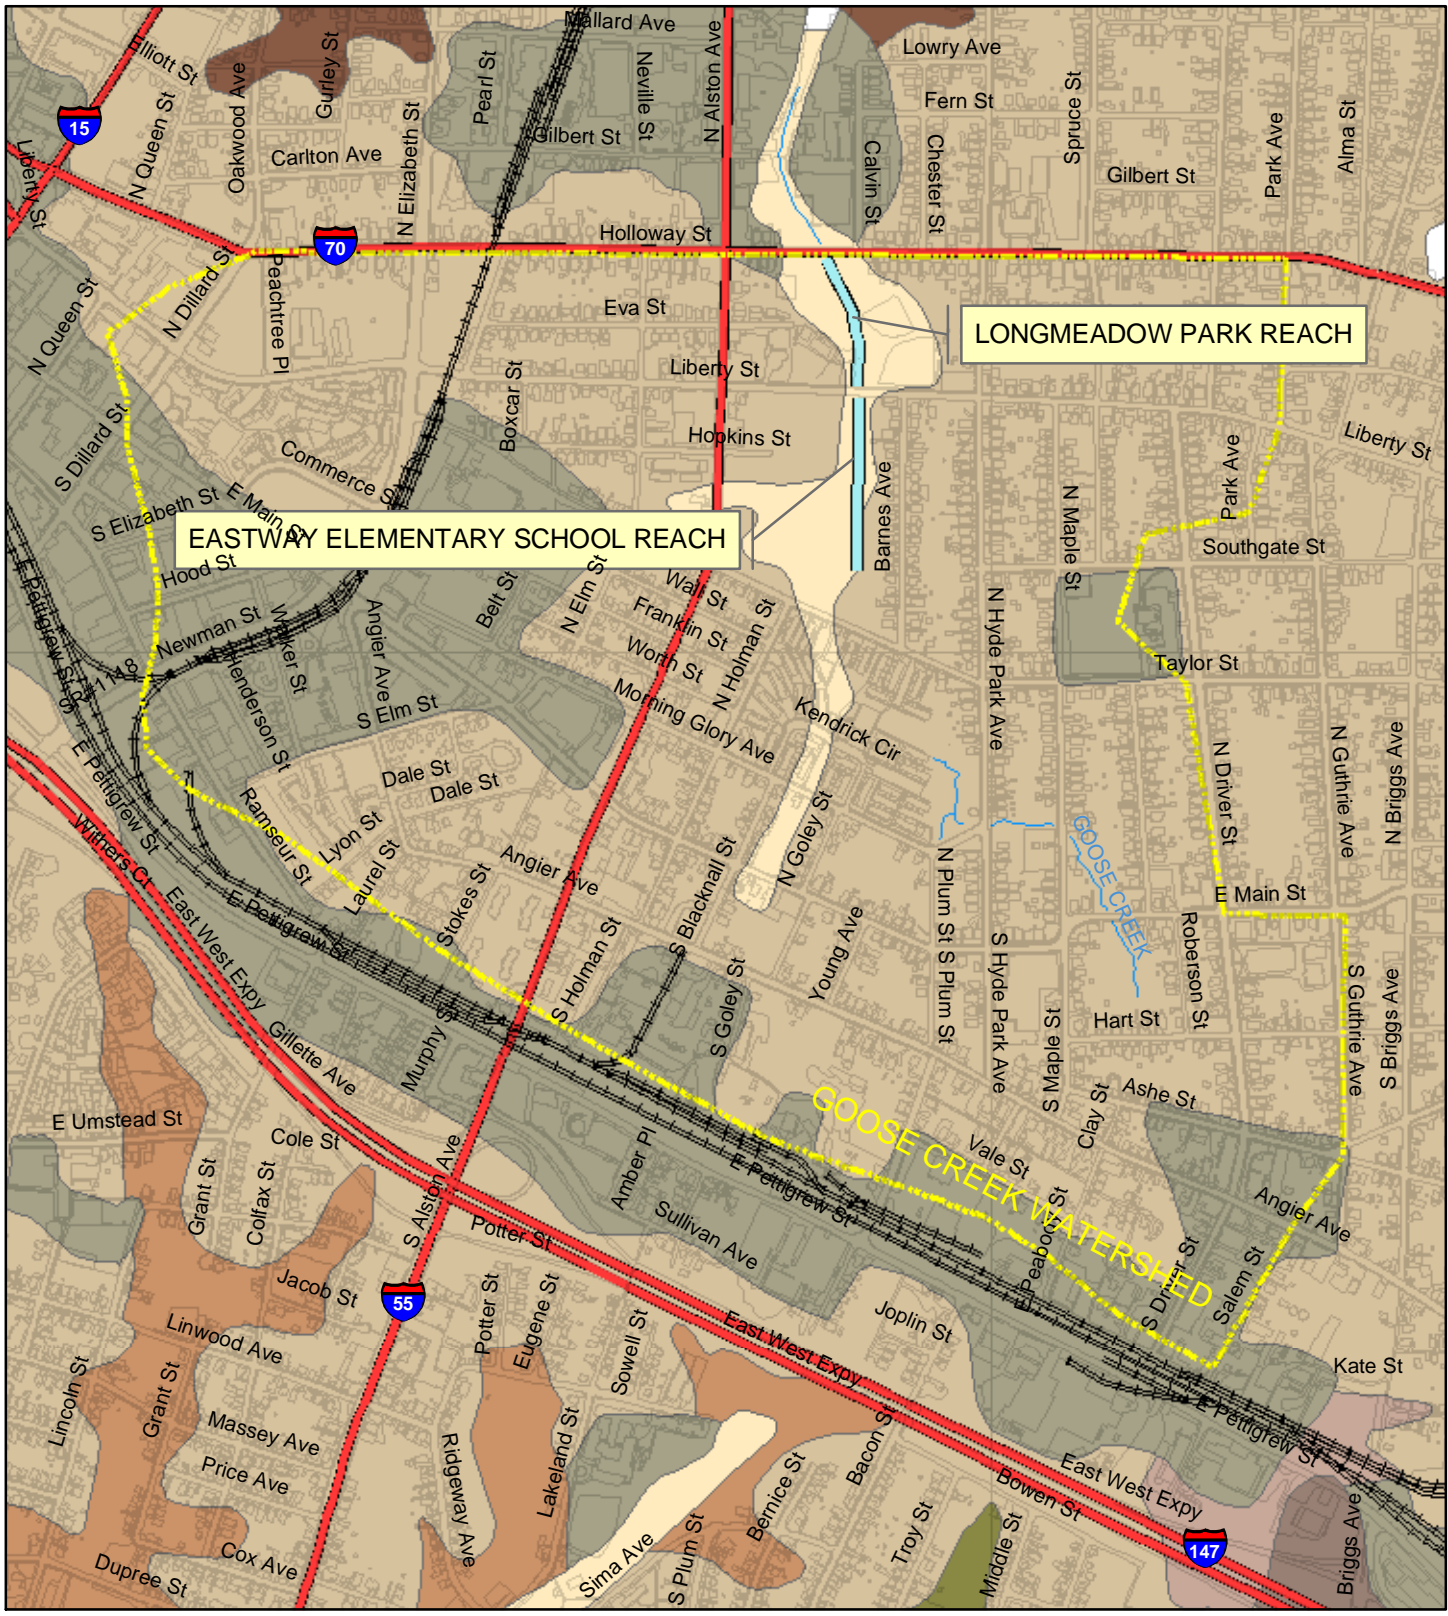 Mallard Ave
Elliott St
Gurley St
Pearl St
Neville St
N Alston Ave
Lowry Ave
Fern St
Spruce St
15
N Queen St
Oakwood Ave
N Elizabeth St
Gilbert St
Carlton Ave
Calvin St
Chester St
Gilbert St
Park Ave
Alma St
Liberty St
Holloway St
70
N Dillard St
Peachtree Pl
N Queen St
Eva St
LONGMEADOW PARK REACH
Liberty St
Boxcar St
Hopkins St
Liberty St
S Dillard St
Commerce S
Park Ave
S Elizabeth St
E Main St
Barnes Ave
N Maple St
EASTWAY ELEMENTARY SCHOOL REACH
Southgate St
Hood St
E Pettigrew St
Belt St
N Elm St
Wall St
Franklin St
Worth St
N Holman St
N Hyde Park Ave
Newman St
Walker St
Angier Ave
Henderson St
Taylor St
S Elm St
Morning Glory Ave
Kendrick Cir
E Pettigrew St
Dale St
Dale St
N Driver St
N Guthrie Ave
N Briggs Ave
Ramseur St
Lyon St
Laurel St
Withers Ct
Angier Ave
Stokes St
N Goley St
S Blacknall St
N Plum St
GOOSE CREEK
E Main St
East West Expy
E Pettigrew St
S Holman St
Young Ave
S Plum St
S Hyde Park Ave
Roberson St
S Guthrie Ave
S Briggs Ave
S Goley St
Hart St
Gillette Ave
Murphy S
S Maple St
Clay St
Ashe St
E Umstead St
Cole St
GOOSE CREEK WATERSHED
Vale St
Grant St
Colfax St
S Alston Ave
Amber Pl
E Pettigrew St
Potter St
Sullivan Ave
Peabody St
Angier Ave
S Driver St
Salem St
Jacob St
55
Potter St
Eugene St
Sowell St
Joplin St
Linwood Ave
East West Expy
Kate St
Lincoln St
Grant St
Massey Ave
Price Ave
Ridgeway Ave
Lakeland St
Bernice St
Bacon St
E Pettigrew St
East West Expy
Bowen St
Cox Ave
Dupree St
Sima Ave
S Plum St
Troy St
Middle St
147
Briggs Ave